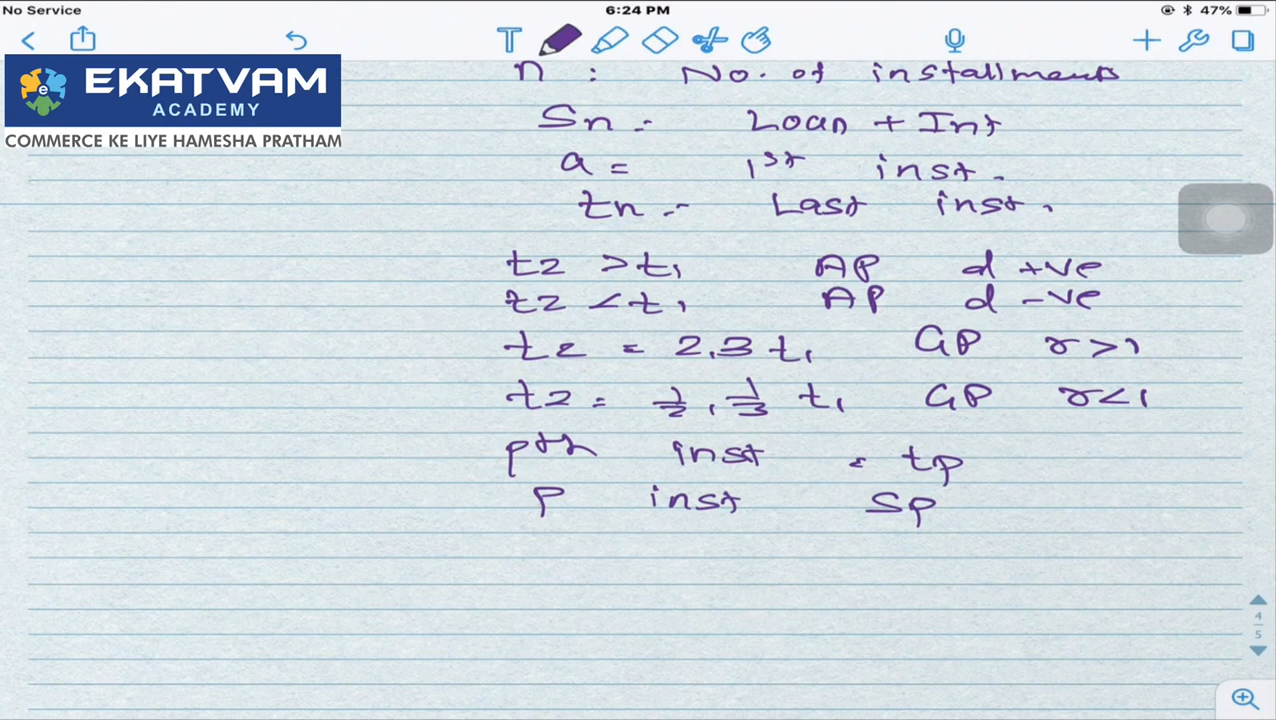 No Service 6:24 PM 47%
EKATVAM
ACADEMY
COMMERCE KE LIYE HAMESHA PRATHAM
n : No. of installments
Sn = Loan + Int
a = 1st inst.
tn = Last inst.
t2 > t1 AP d +ve
t2 < t1 AP d -ve
t2 = 2,3 t1 GP r>1
t2 = 1/2, 1/3 t1 GP r<1
pth inst = tp
p inst Sp
4/5